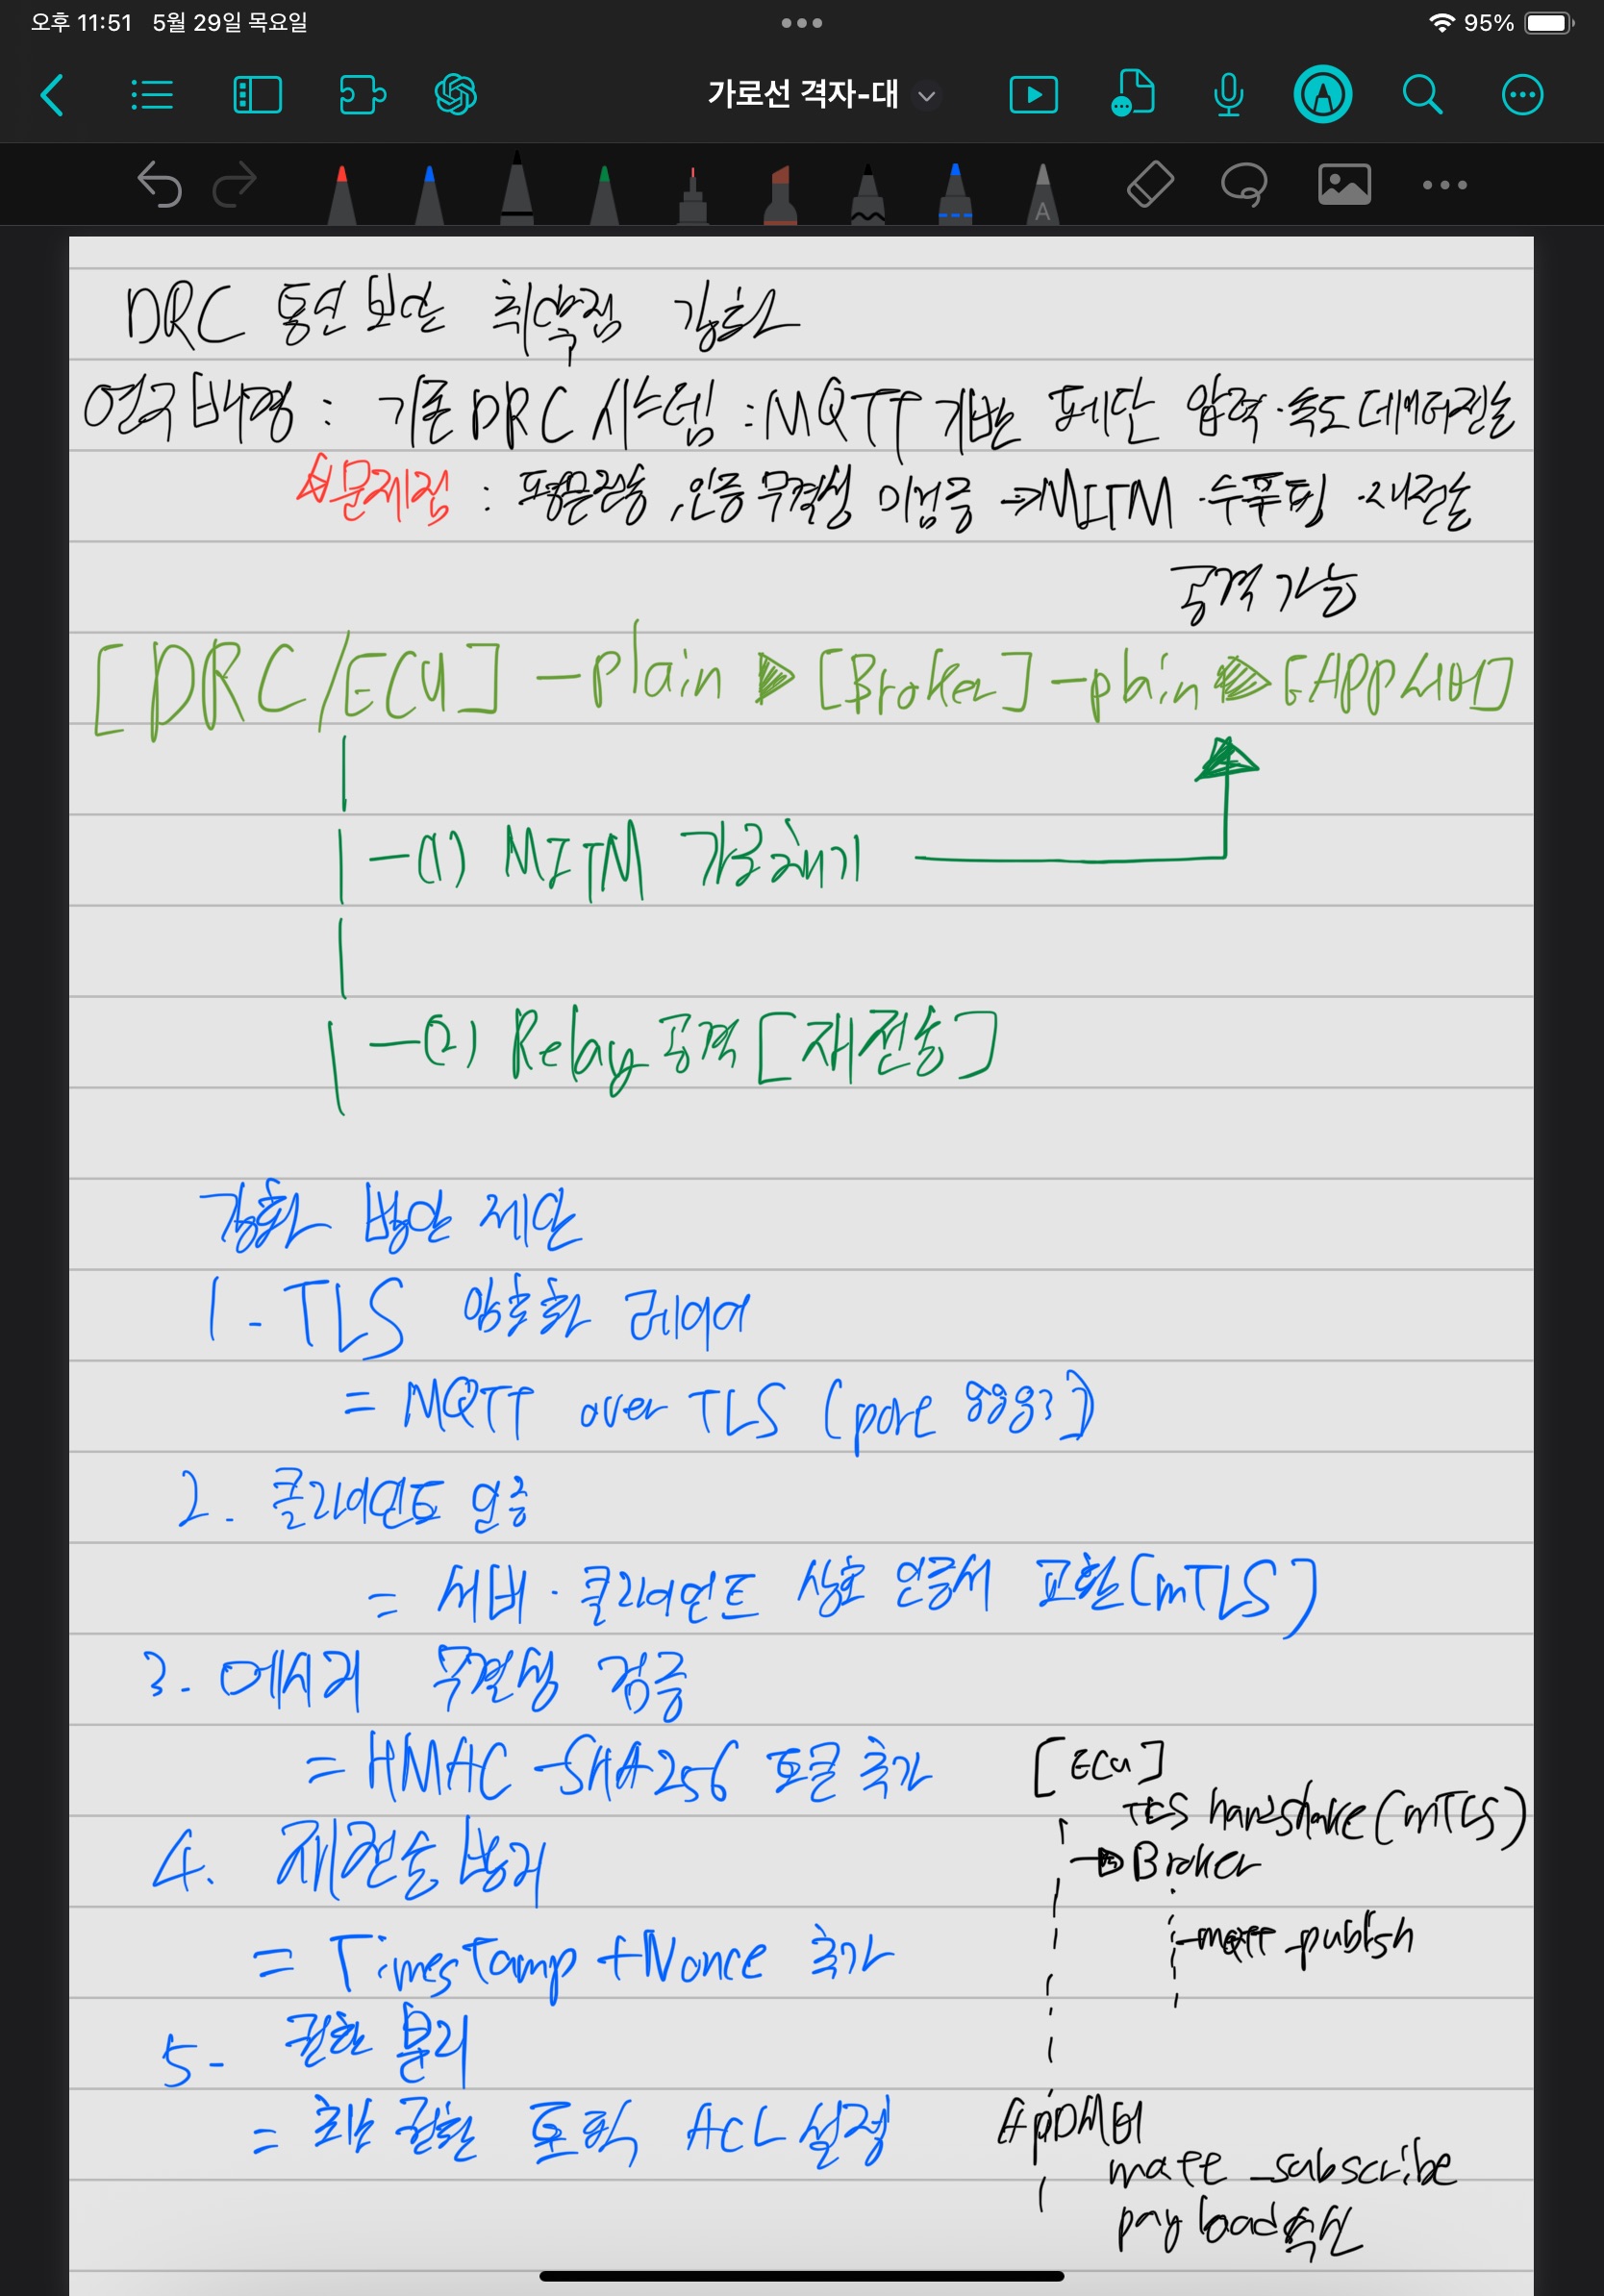 오후 11:51 5월 29일 목요일
95%
가로선 격자-대
A
DRC 통신 보안 취약점 강화
연구배경 : 기존 DRC 시스템 : MQTT 기반 페단 압력·속도 데이터전송
문제점 : 평문전송, 인증 무결성 미검증 ⇒ MITM ·수푸핑 ·재전송
공격 가능
[DRC/ECU] -plain ▶ [Broker] -plain ▶ [APP서버]
-(1) MITM 가로채기
-(2) Relay 공격 [재전송]
강화 방안 제안
1. TLS 암호화 레이어
= MQTT over TLS (port 8883)
2. 클라이언트 인증
= 서버·클라이언트 상호 인증서 교환(mTLS)
3. 메시지 무결성 검증
= HMAC-SHA256 토큰 추가
[ECU]
TLS handshake(mTLS)
4. 재전송 방지
→ Broker
= Timestamp + Nonce 추가
-mqtt_publish
5- 권한 분리
= 최소 권한 토픽 ACL 설정
App서버
mqtt_subscribe
payload 수신